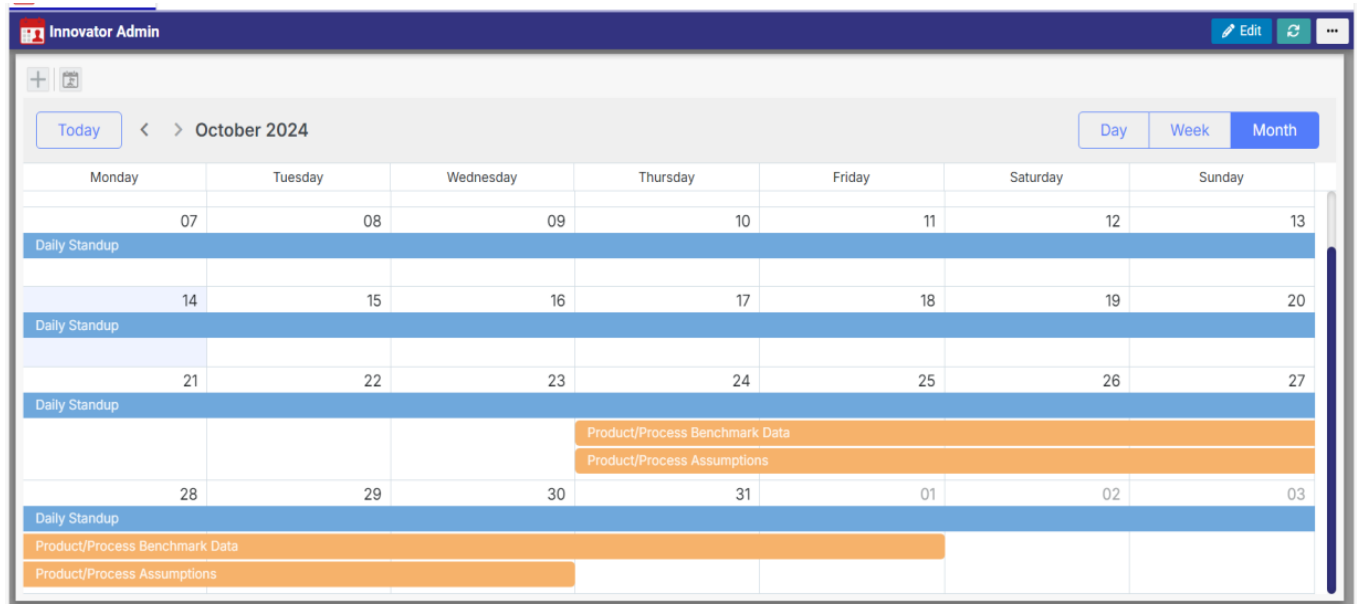 Innovator Admin Edit
Today October 2024 Day Week Month
Monday Tuesday Wednesday Thursday Friday Saturday Sunday
07 08 09 10 11 12 13
Daily Standup
14 15 16 17 18 19 20
Daily Standup
21 22 23 24 25 26 27
Daily Standup
Product/Process Benchmark Data
Product/Process Assumptions
28 29 30 31 01 02 03
Daily Standup
Product/Process Benchmark Data
Product/Process Assumptions